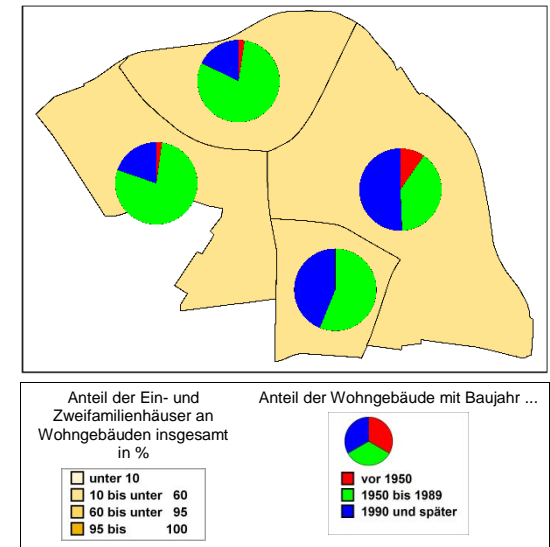 Anteil der Ein- und
Zweifamilienhäuser an
Wohngebäuden insgesamt
in %
unter 10
10 bis unter 60
60 bis unter 95
95 bis 100
Anteil der Wohngebäude mit Baujahr ...
vor 1950
1950 bis 1989
1990 und später